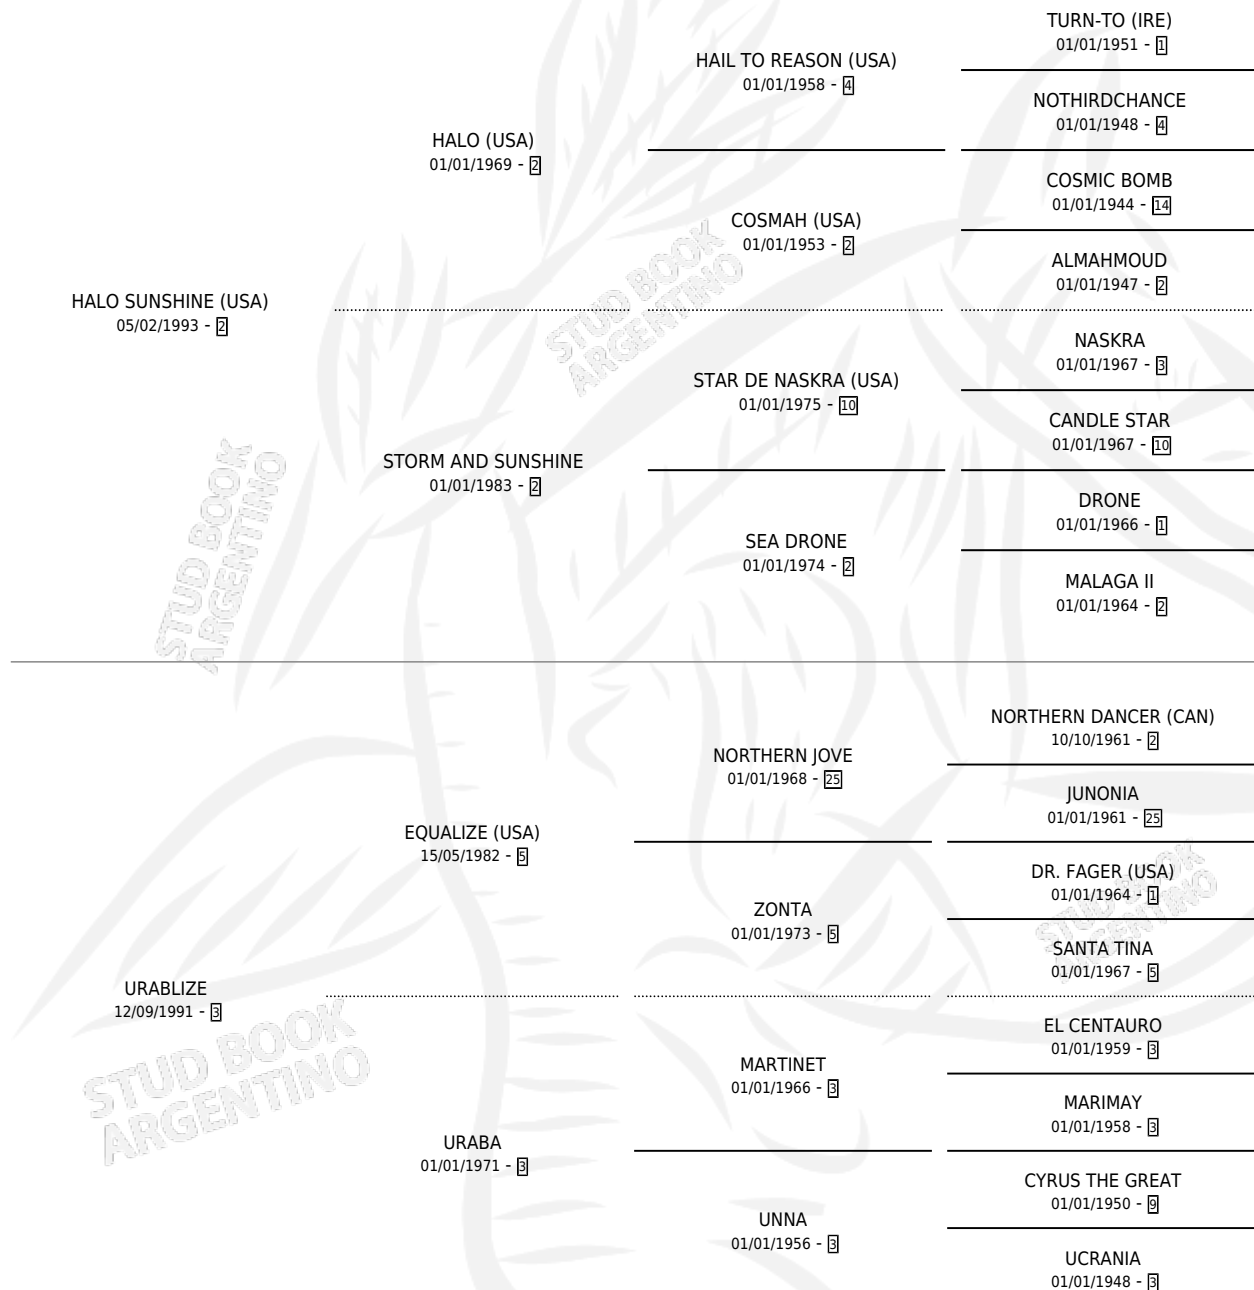 TURN-TO (IRE)
01/01/1951 - 1
HAIL TO REASON (USA)
01/01/1958 - 4
NOTHIRDCHANCE
01/01/1948 - 4
HALO (USA)
01/01/1969 - 2
COSMIC BOMB
01/01/1944 - 14
COSMAH (USA)
01/01/1953 - 2
ALMAHMOUD
01/01/1947 - 2
HALO SUNSHINE (USA)
05/02/1993 - 2
STUD BOOK
ARGENTINO
NASKRA
01/01/1967 - 3
STAR DE NASKRA (USA)
01/01/1975 - 10
CANDLE STAR
01/01/1967 - 10
STORM AND SUNSHINE
01/01/1983 - 2
DRONE
01/01/1966 - 1
SEA DRONE
01/01/1974 - 2
MALAGA II
01/01/1964 - 2
STUD BOOK
ARGENTINO
NORTHERN DANCER (CAN)
10/10/1961 - 2
NORTHERN JOVE
01/01/1968 - 25
JUNONIA
01/01/1961 - 25
EQUALIZE (USA)
15/05/1982 - 5
DR. FAGER (USA)
01/01/1964 - 1
ZONTA
01/01/1973 - 5
STUD BOOK
ARGENTINO
SANTA TINA
01/01/1967 - 5
URABLIZE
12/09/1991 - 3
STUD BOOK
ARGENTINO
EL CENTAURO
01/01/1959 - 3
MARTINET
01/01/1966 - 3
MARIMAY
01/01/1958 - 3
URABA
01/01/1971 - 3
CYRUS THE GREAT
01/01/1950 - 9
UNNA
01/01/1956 - 3
UCRANIA
01/01/1948 - 3